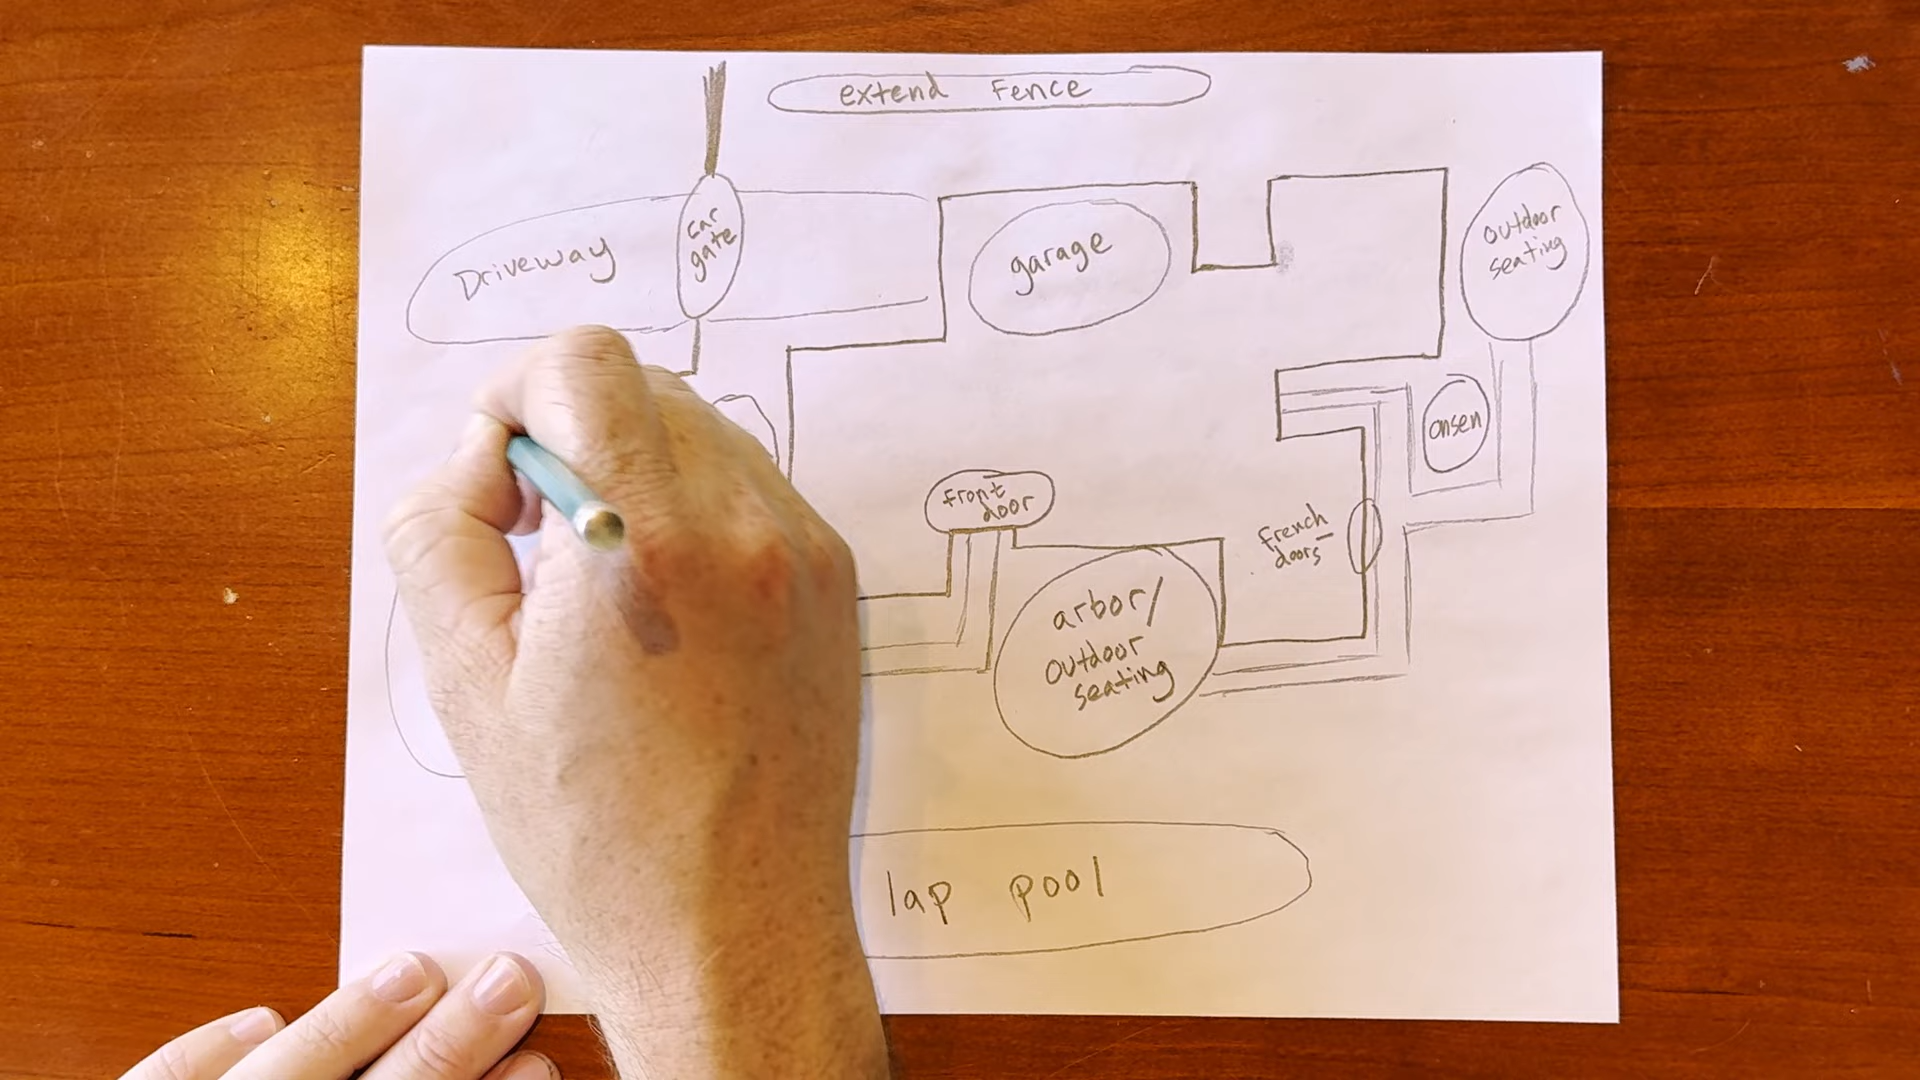 extend Fence
Driveway
car
gate
garage
outdoor
seating
onsen
front
door
French
doors
arbor/
outdoor
seating
lap pool